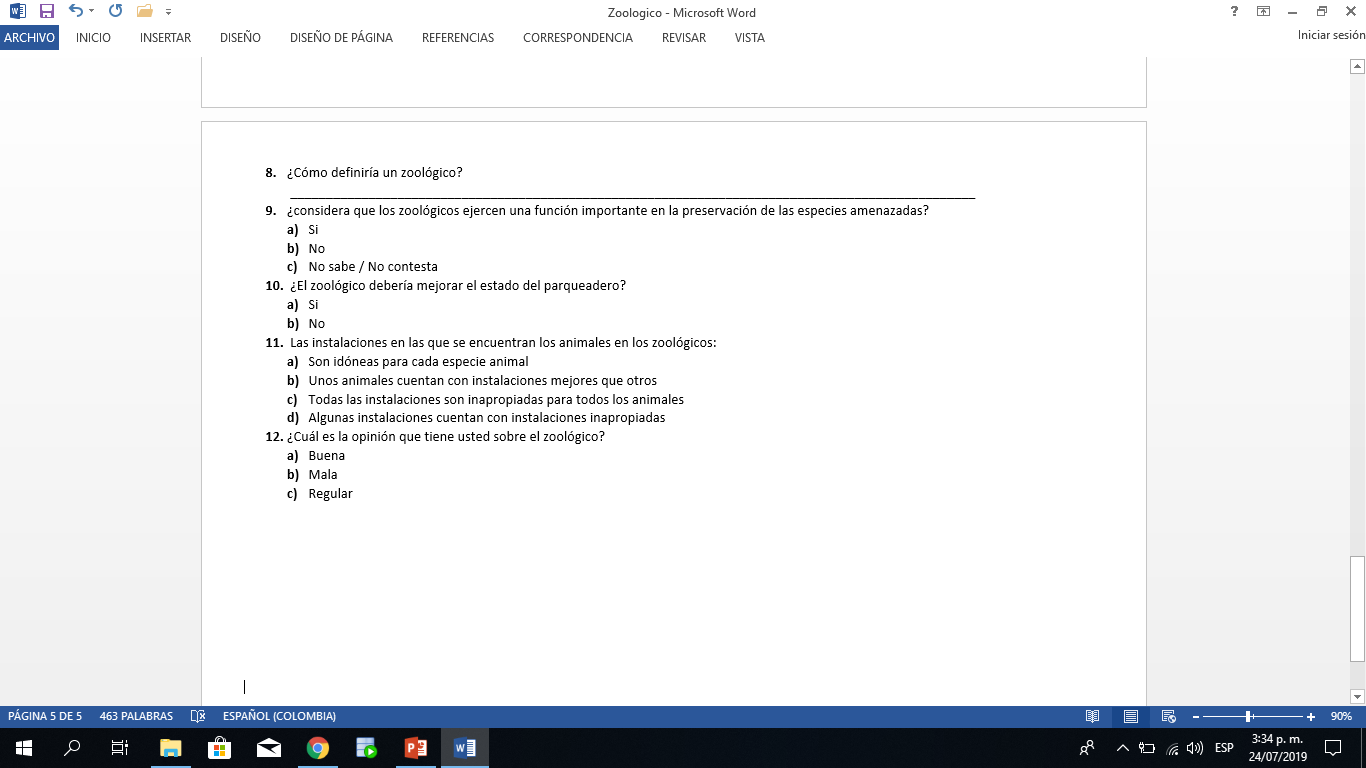 Zoologico - Microsoft Word
?
ARCHIVO INICIO INSERTAR DISEÑO DISEÑO DE PÁGINA REFERENCIAS CORRESPONDENCIA REVISAR VISTA
Iniciar sesión
8. ¿Cómo definiría un zoológico?
9. ¿considera que los zoológicos ejercen una función importante en la preservación de las especies amenazadas?
a) Si
b) No
c) No sabe / No contesta
10. ¿El zoológico debería mejorar el estado del parqueadero?
a) Si
b) No
11. Las instalaciones en las que se encuentran los animales en los zoológicos:
a) Son idóneas para cada especie animal
b) Unos animales cuentan con instalaciones mejores que otros
c) Todas las instalaciones son inapropiadas para todos los animales
d) Algunas instalaciones cuentan con instalaciones inapropiadas
12. ¿Cuál es la opinión que tiene usted sobre el zoológico?
a) Buena
b) Mala
c) Regular
PÁGINA 5 DE 5 463 PALABRAS ESPAÑOL (COLOMBIA) 90%
ESP
3:34 p. m.
24/07/2019